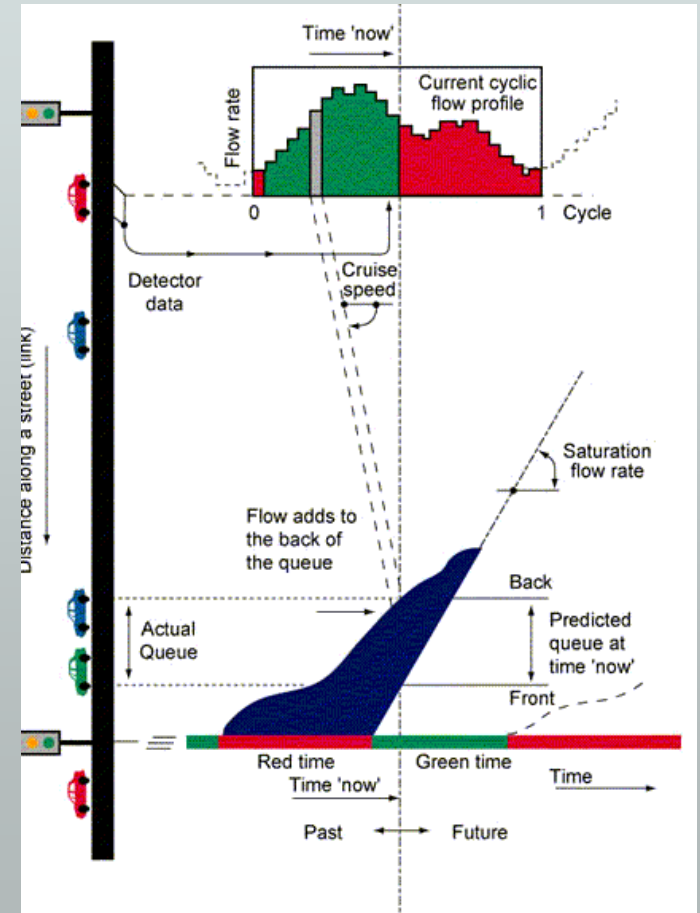 Time 'now'
Current cyclic
flow profile
Flow rate
0
1
Cycle
Detector
data
Cruise
speed
Distance along a street (link)
Saturation
flow rate
Flow adds to
the back of
the queue
Back
Actual
Queue
Predicted
queue at
time 'now'
Front
Red time
Green time
Time 'now'
Time
Past
Future